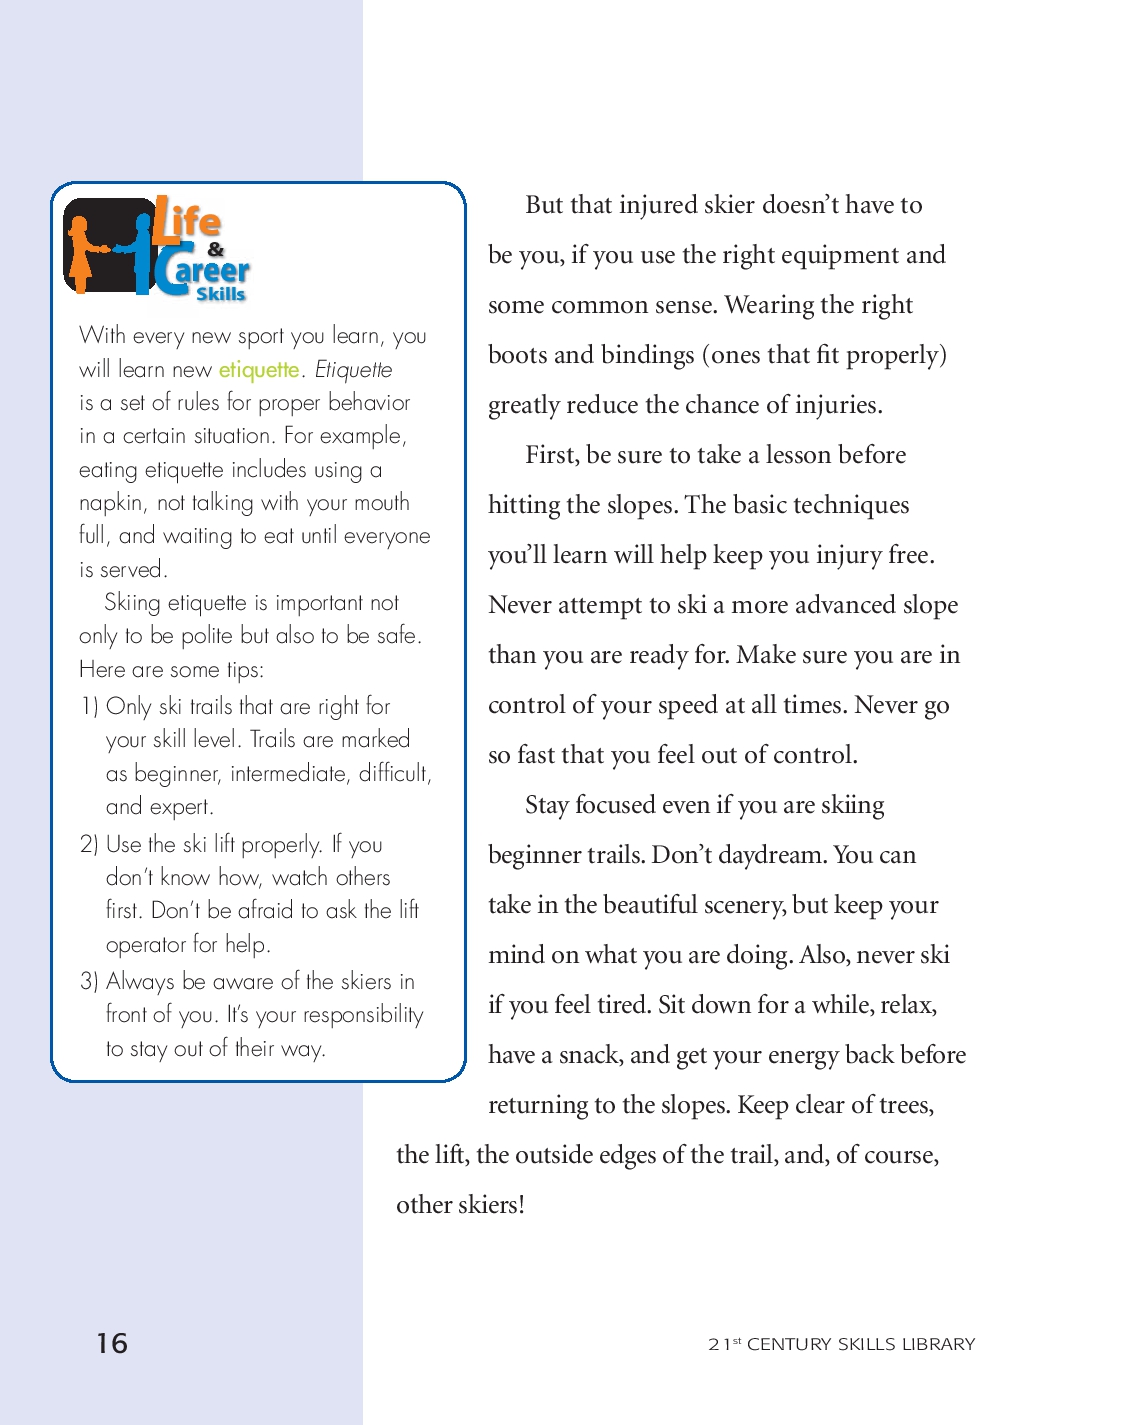 Life
&
Career
Skills
With every new sport you learn, you
will learn new etiquette. Etiquette
is a set of rules for proper behavior
in a certain situation. For example,
eating etiquette includes using a
napkin, not talking with your mouth
full, and waiting to eat until everyone
is served.
Skiing etiquette is important not
only to be polite but also to be safe.
Here are some tips:
1) Only ski trails that are right for
your skill level. Trails are marked
as beginner, intermediate, difficult,
and expert.
2) Use the ski lift properly. If you
don’t know how, watch others
first. Don’t be afraid to ask the lift
operator for help.
3) Always be aware of the skiers in
front of you. It’s your responsibility
to stay out of their way.
But that injured skier doesn’t have to
be you, if you use the right equipment and
some common sense. Wearing the right
boots and bindings (ones that fit properly)
greatly reduce the chance of injuries.
First, be sure to take a lesson before
hitting the slopes. The basic techniques
you’ll learn will help keep you injury free.
Never attempt to ski a more advanced slope
than you are ready for. Make sure you are in
control of your speed at all times. Never go
so fast that you feel out of control.
Stay focused even if you are skiing
beginner trails. Don’t daydream. You can
take in the beautiful scenery, but keep your
mind on what you are doing. Also, never ski
if you feel tired. Sit down for a while, relax,
have a snack, and get your energy back before
returning to the slopes. Keep clear of trees,
the lift, the outside edges of the trail, and, of course,
other skiers!
16
21st CENTURY SKILLS LIBRARY